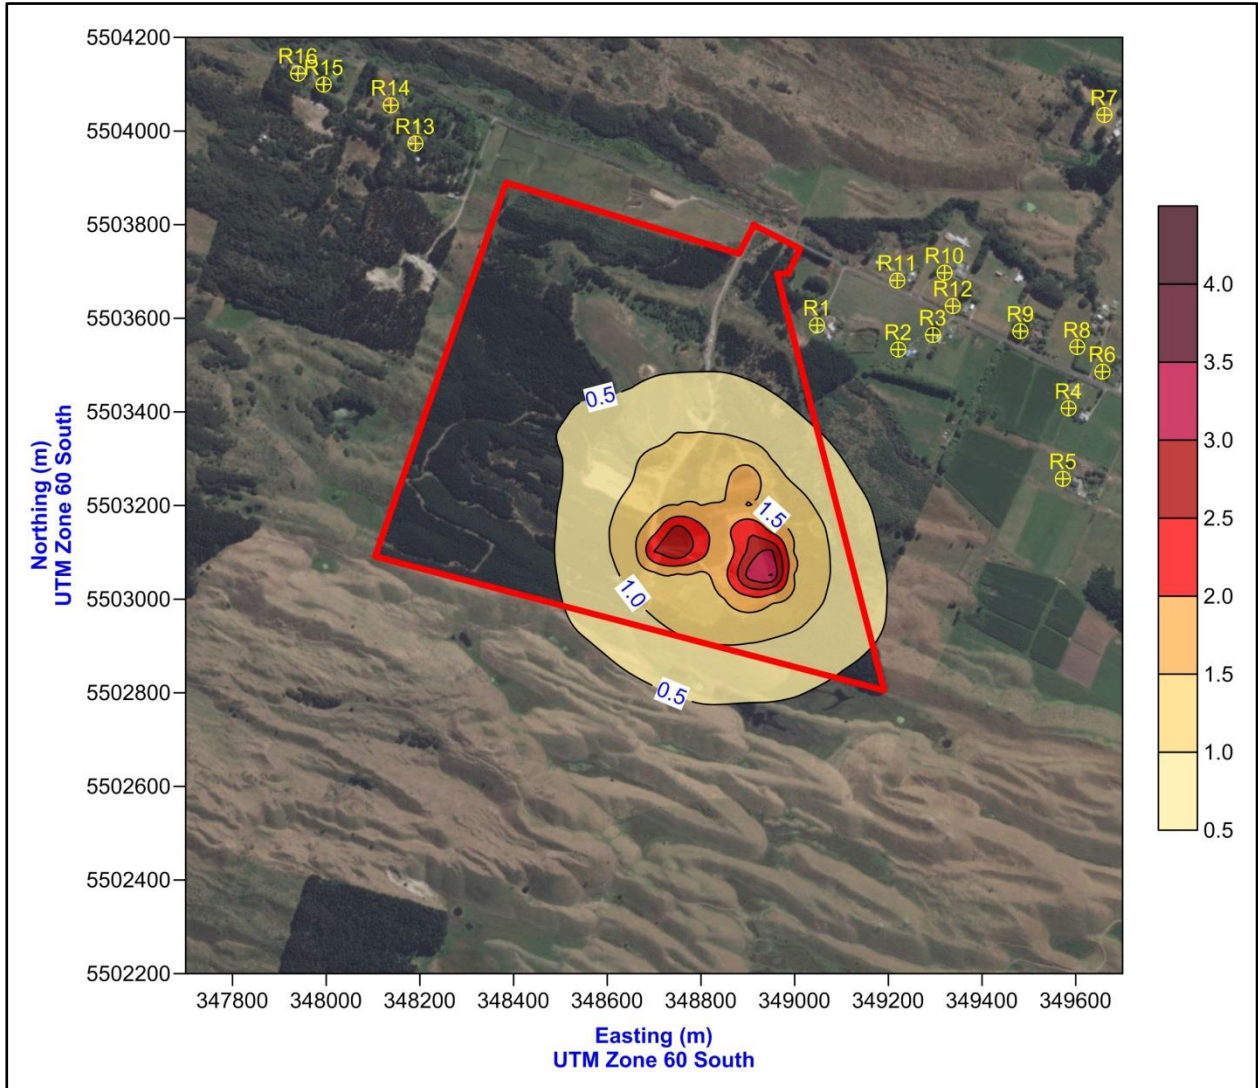 5504200
5504000
5503800
5503600
5503400
5503200
5503000
5502800
5502600
5502400
5502200
Northing (m)
UTM Zone 60 South
R16
R15
R14
R13
R7
R11
R10
R12
R1
R2
R3
R9
R8
R6
R4
R5
0.5
1.5
1.0
0.5
4.0
3.5
3.0
2.5
2.0
1.5
1.0
0.5
347800 348000 348200 348400 348600 348800 349000 349200 349400 349600
Easting (m)
UTM Zone 60 South